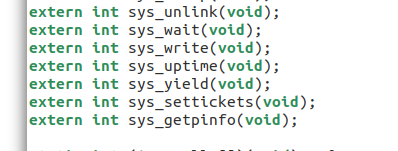 extern int sys_unlink(void);
extern int sys_wait(void);
extern int sys_write(void);
extern int sys_uptime(void);
extern int sys_yield(void);
extern int sys_settickets(void);
extern int sys_getpinfo(void);